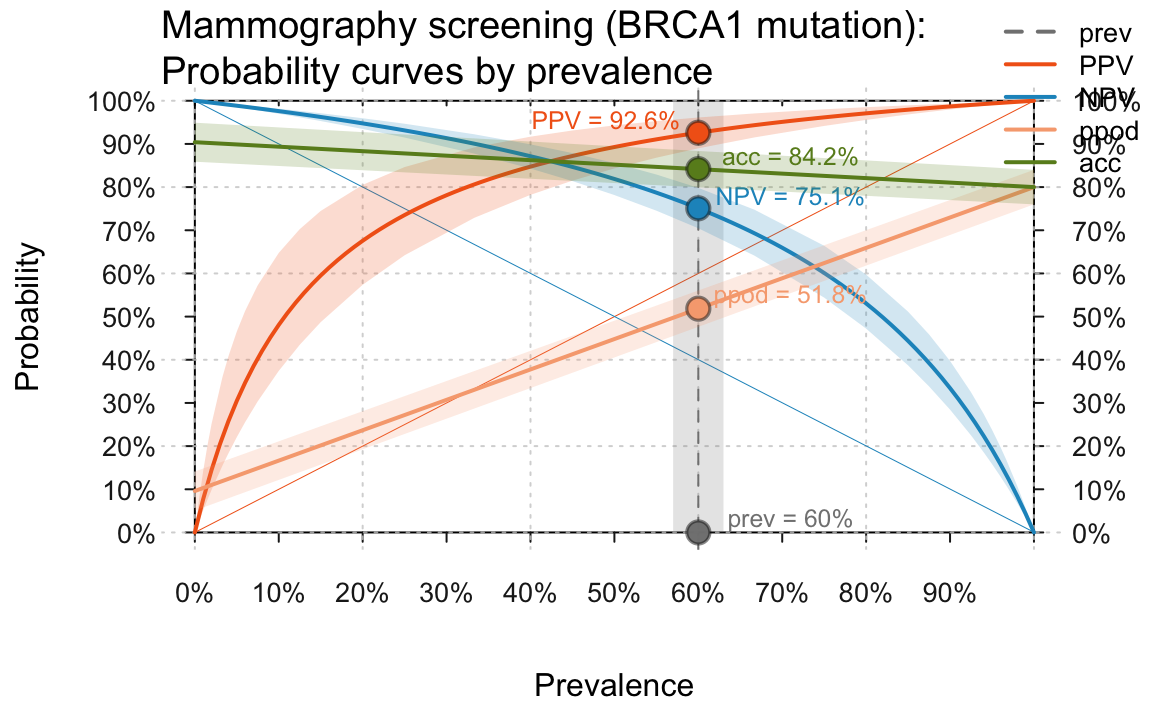 Mammography screening (BRCA1 mutation):
Probability curves by prevalence
prev
PPV
NPV
ppod
acc
Probability
100%
90%
80%
70%
60%
50%
40%
30%
20%
10%
0%
PPV = 92.6%
acc = 84.2%
NPV = 75.1%
ppod = 51.8%
prev = 60%
100%
90%
80%
70%
60%
50%
40%
30%
20%
10%
0%
0% 10% 20% 30% 40% 50% 60% 70% 80% 90%
Prevalence